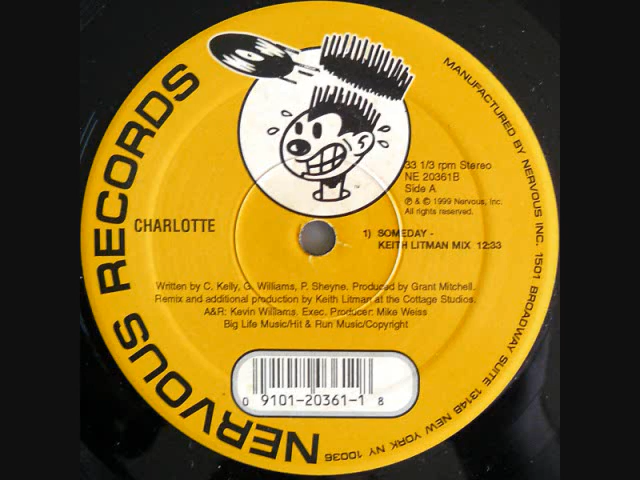 NERVOUS RECORDS
MANUFACTURED BY NERVOUS INC. 1501 BROADWAY SUITE 1314B NEW YORK NY 10036
33 1/3 rpm Stereo
NE 20361B
Side A
℗ & © 1999 Nervous, Inc.
All rights reserved.
CHARLOTTE
1) SOMEDAY -
KEITH LITMAN MIX 12:33
Written by C. Kelly, G. Williams, P. Sheyne. Produced by Grant Mitchell.
Remix and additional production by Keith Litman at the Cottage Studios.
A&R: Kevin Williams. Exec. Producer: Mike Weiss
Big Life Music/Hit & Run Music/Copyright
0 9101-20361-1 8